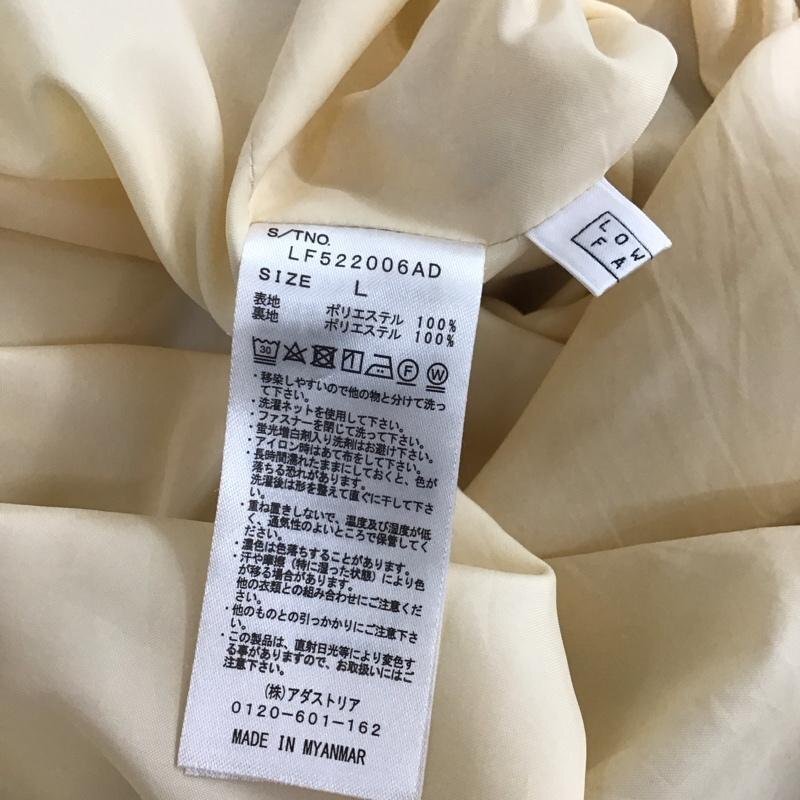 S/TNO.
LF522006AD
SIZE L
表地 ポリエステル 100%
裏地 ポリエステル 100%
30 F W
・移染しやすいので他の物と分けて洗っ
て下さい。
・洗濯ネットを使用して下さい。
・ファスナーを閉じて洗って下さい。
・蛍光増白剤入り洗剤はお避け下さい。
・アイロン時はあて布をして下さい。
・長時間濡れたままにしておくと、色が
落ちる恐れがあります。
洗濯後は形を整えて直ぐに干して下さ
い。
・重ね置きしないで、温度及び湿度が低
く、通気性のよいところで保管してく
ださい。
・濃色は色落ちすることがあります。
・汗や摩擦（特に湿った状態）により色
が移る場合があります。
他の衣類との組み合わせにご注意くだ
さい。
・他のものとの引っかかりにご注意下さ
い。
・この製品は、直射日光等により変色す
る事がありますので、お取扱いにはご
注意下さい。
(株)アダストリア
0120-601-162
MADE IN MYANMAR
LOW
FA